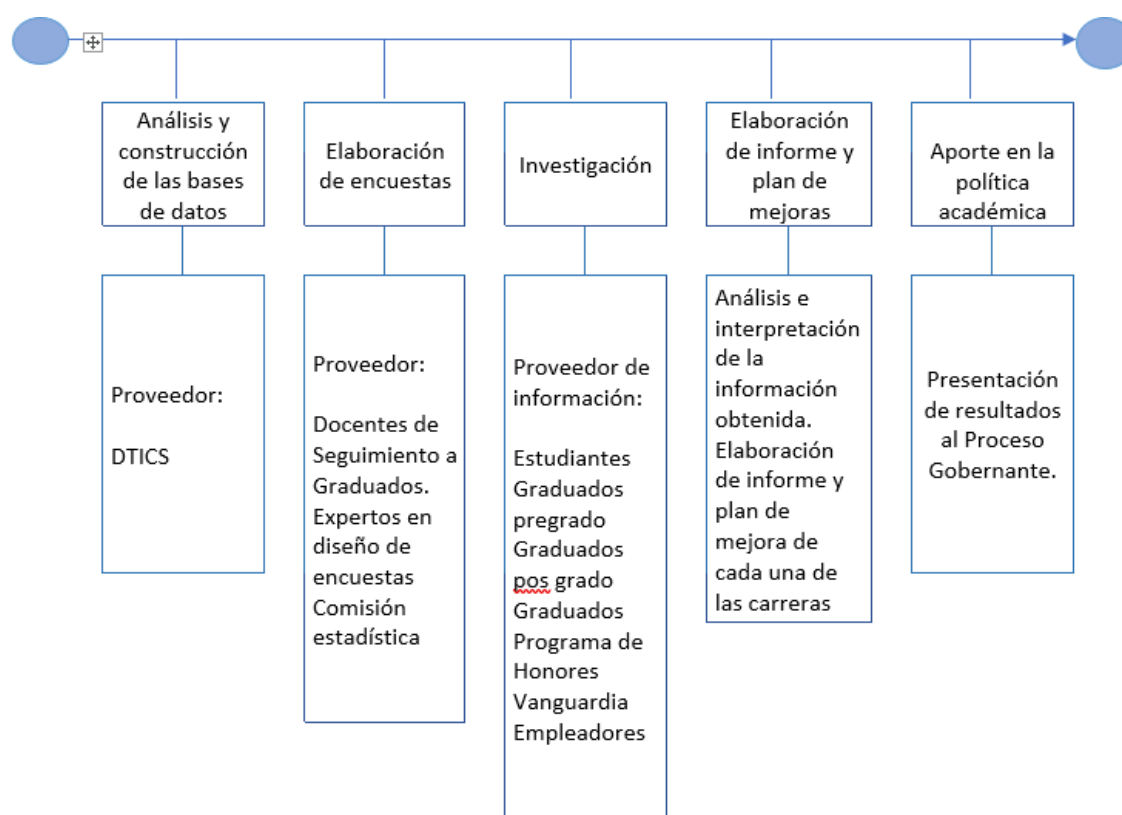 Análisis y
construcción
de las bases
de datos
Elaboración
de encuestas
Investigación
Elaboración
de informe y
plan de
mejoras
Aporte en la
política
académica
Proveedor:
DTICS
Proveedor:
Docentes de
Seguimiento a
Graduados.
Expertos en
diseño de
encuestas
Comisión
estadística
Proveedor de
información:
Estudiantes
Graduados
pregrado
Graduados
pos grado
Graduados
Programa de
Honores
Vanguardia
Empleadores
Análisis e
interpretación
de la
información
obtenida.
Elaboración
de informe y
plan de
mejora de
cada una de
las carreras
Presentación
de resultados
al Proceso
Gobernante.